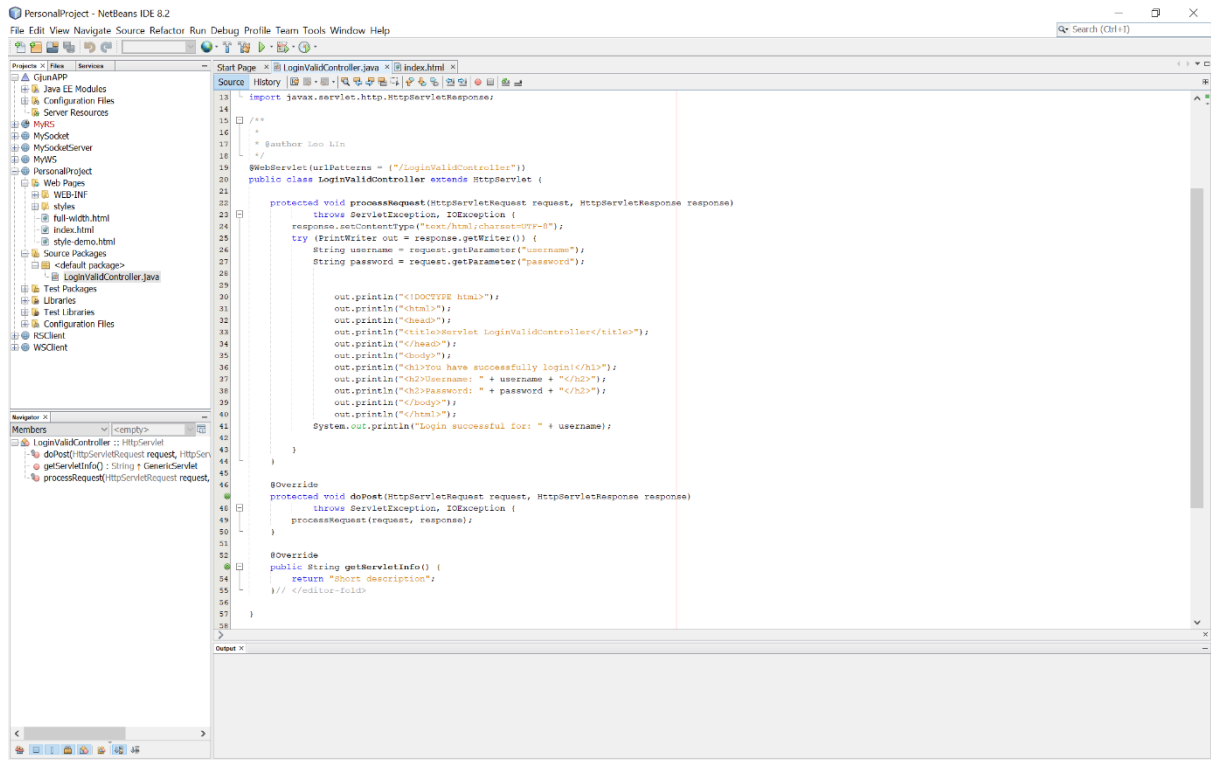 PersonalProject - NetBeans IDE 8.2
File Edit View Navigate Source Refactor Run Debug Profile Team Tools Window Help
Search (Ctrl+I)
Projects × Files Services
GjunAPP
Java EE Modules
Configuration Files
Server Resources
MyRS
MySocket
MySocketServer
MyWS
PersonalProject
Web Pages
WEB-INF
styles
full-width.html
index.html
style-demo.html
Source Packages
<default package>
LoginValidController.java
Test Packages
Libraries
Test Libraries
Configuration Files
RSClient
WSClient
Navigator ×
Members <empty>
LoginValidController :: HttpServlet
doPost(HttpServletRequest request, HttpServ
getServletInfo() : String ↑ GenericServlet
processRequest(HttpServletRequest request,
Start Page × LoginValidController.java × index.html ×
Source History
13 import javax.servlet.http.HttpServletResponse;
14
15 /**
16 *
17 * @author Leo Lin
18 */
19 @WebServlet(urlPatterns = {"/LoginValidController"})
20 public class LoginValidController extends HttpServlet {
21
22 protected void processRequest(HttpServletRequest request, HttpServletResponse response)
23 throws ServletException, IOException {
24 response.setContentType("text/html;charset=UTF-8");
25 try (PrintWriter out = response.getWriter()) {
26 String username = request.getParameter("username");
27 String password = request.getParameter("password");
28
29
30 out.println("<!DOCTYPE html>");
31 out.println("<html>");
32 out.println("<head>");
33 out.println("<title>Servlet LoginValidController</title>");
34 out.println("</head>");
35 out.println("<body>");
36 out.println("<h1>You have successfully login!</h1>");
37 out.println("<h2>Username: " + username + "</h2>");
38 out.println("<h2>Password: " + password + "</h2>");
39 out.println("</body>");
40 out.println("</html>");
41 System.out.println("Login successful for: " + username);
42
43 }
44 }
45
46 @Override
protected void doPost(HttpServletRequest request, HttpServletResponse response)
48 throws ServletException, IOException {
49 processRequest(request, response);
50 }
51
52 @Override
public String getServletInfo() {
54 return "Short description";
55 }// </editor-fold>
56
57 }
58
Output ×